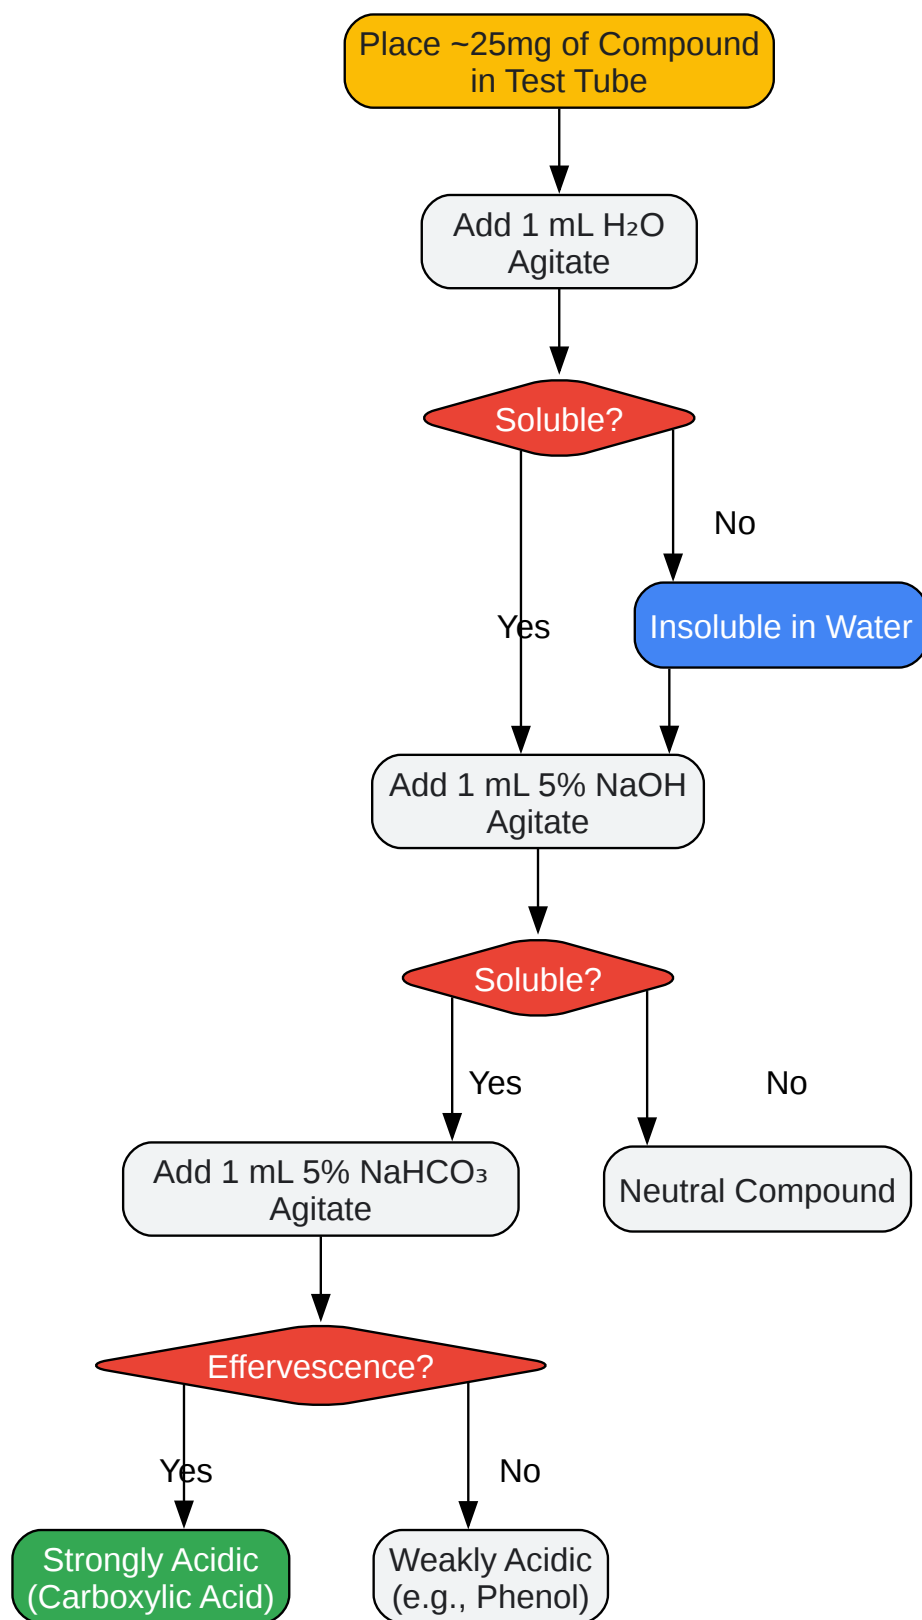 Place ~25mg of Compound
in Test Tube
Add 1 mL H₂O
Agitate
Soluble?
No
Insoluble in Water
Yes
Add 1 mL 5% NaOH
Agitate
Soluble?
Yes
No
Add 1 mL 5% NaHCO₃
Agitate
Neutral Compound
Effervescence?
Yes
No
Strongly Acidic
(Carboxylic Acid)
Weakly Acidic
(e.g., Phenol)